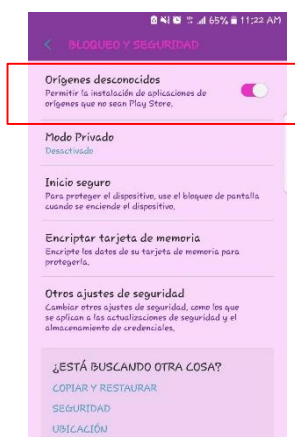 65% 11:22 AM
< BLOQUEO Y SEGURIDAD
Orígenes desconocidos
Permitir la instalación de aplicaciones de
orígenes que no sean Play Store.
Modo Privado
Desactivado
Inicio seguro
Para proteger el dispositivo, use el bloqueo de pantalla
cuando se enciende el dispositivo.
Encriptar tarjeta de memoria
Encripte los datos de su tarjeta de memoria para
protegerla.
Otros ajustes de seguridad
Cambiar otros ajustes de seguridad, como los que
se aplican a las actualizaciones de seguridad y el
almacenamiento de credenciales.
¿ESTÁ BUSCANDO OTRA COSA?
COPIAR Y RESTAURAR
SEGURIDAD
UBICACIÓN